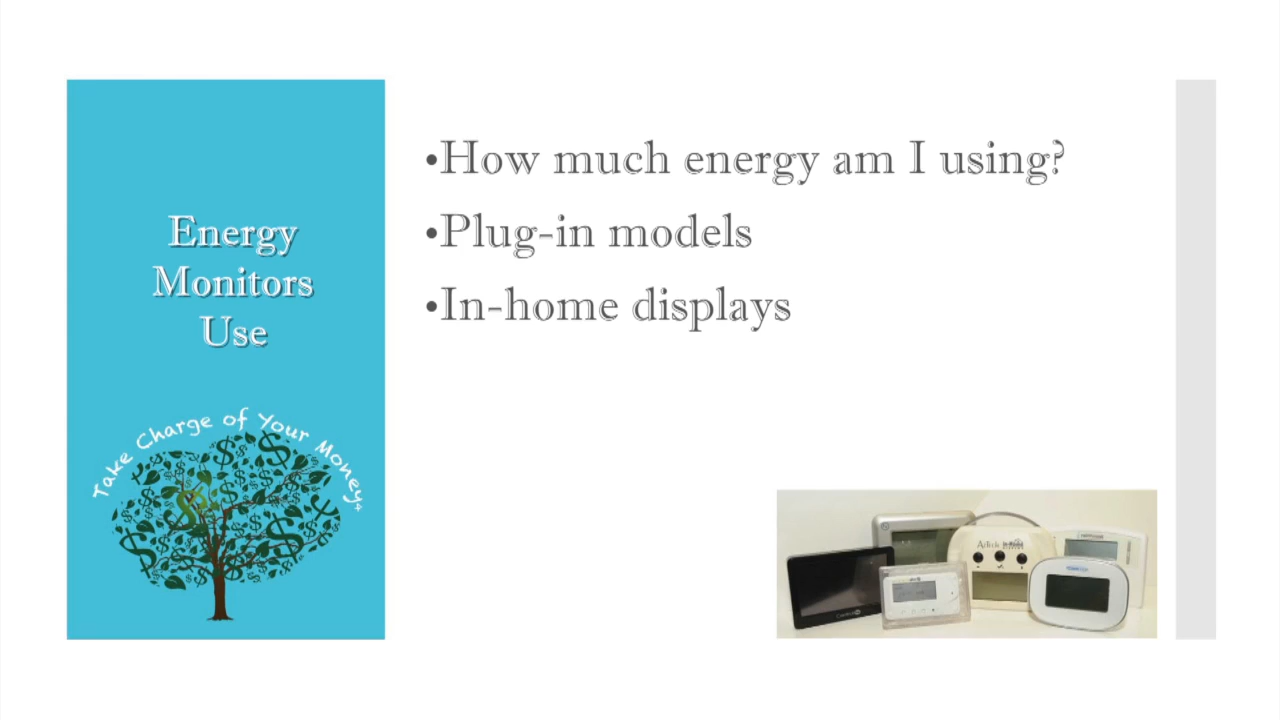 Energy
Monitors
Use
Take Charge of Your Money
•How much energy am I using?
•Plug-in models
•In-home displays